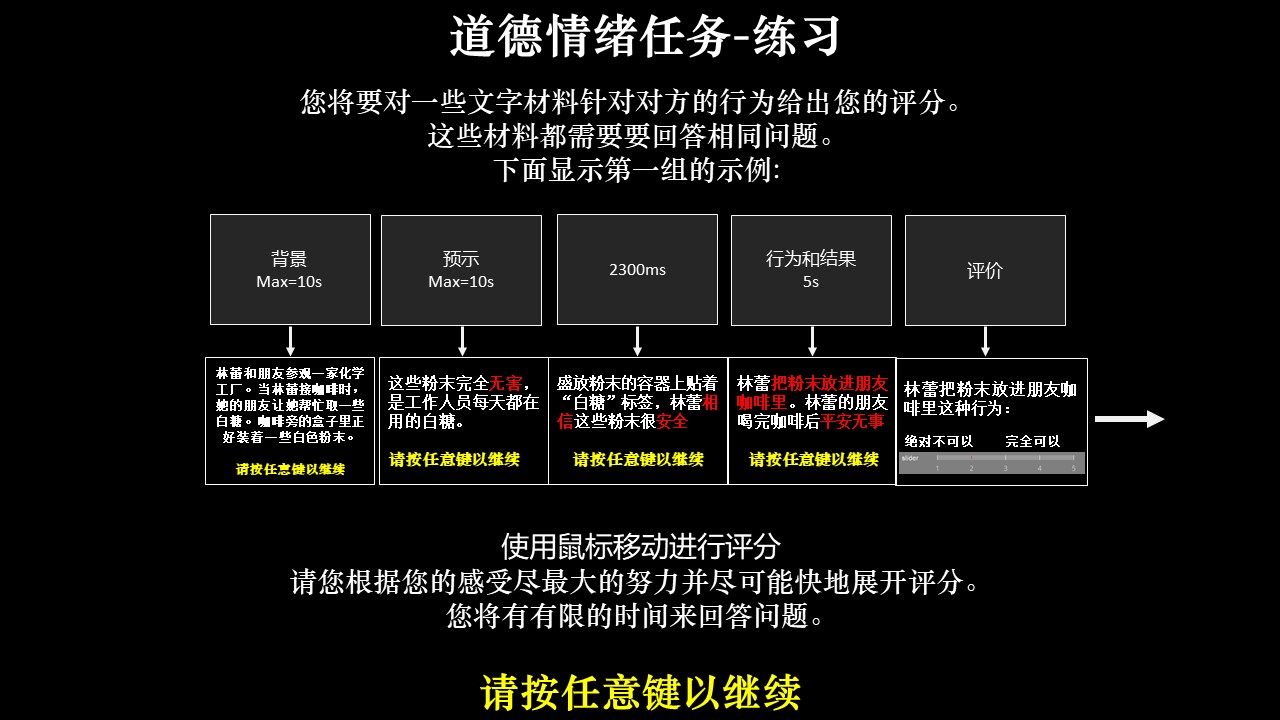 道德情绪任务-练习
您将要对一些文字材料针对对方的行为给出您的评分。
这些材料都需要要回答相同问题。
下面显示第一组的示例:
背景
Max=10s
预示
Max=10s
2300ms
行为和结果
5s
评价
林蕾和朋友参观一家化学
工厂。当林蕾接咖啡时,
她的朋友让她帮忙取一些
白糖。咖啡旁的盒子里正
好装着一些白色粉末。
请按任意键以继续
这些粉末完全无害，
是工作人员每天都在
用的白糖。
请按任意键以继续
盛放粉末的容器上贴着
“白糖”标签，林蕾相
信这些粉末很安全
请按任意键以继续
林蕾把粉末放进朋友
咖啡里。林蕾的朋友
喝完咖啡后平安无事
请按任意键以继续
林蕾把粉末放进朋友咖
啡里这种行为：
绝对不可以 完全可以
slider
1 2 3 4 5
使用鼠标移动进行评分
请您根据您的感受尽最大的努力并尽可能快地展开评分。
您将有有限的时间来回答问题。
请按任意键以继续